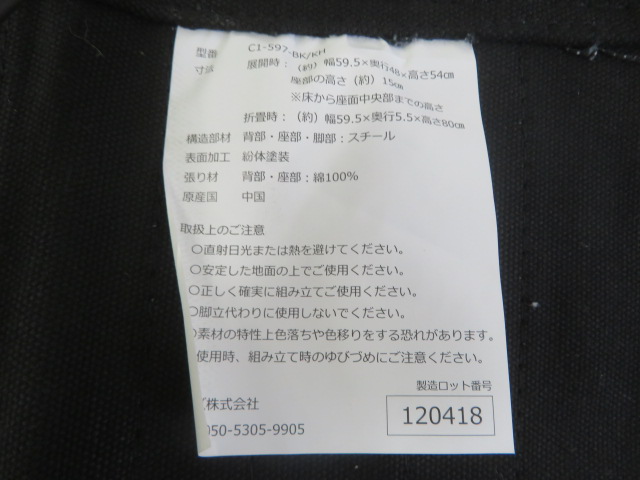 型番 C1-597-BK/KH
寸法 展開時：（約）幅59.5×奥行48×高さ54㎝
座部の高さ（約）15㎝
※床から座面中央部までの高さ
折畳時：（約）幅59.5×奥行5.5×高さ80㎝
構造部材 背部・座部・脚部：スチール
表面加工 紛体塗装
張り材 背部・座部：綿100%
原産国 中国
取扱上のご注意
〇直射日光または熱を避けてください。
〇安定した地面の上でご使用ください。
〇正しく確実に組み立てご使用ください。
〇脚立代わりに使用しないでください。
〇素材の特性上色落ちや色移りをする恐れがあります。
使用時、組み立て時のゆびづめにご注意ください。
製造ロット番号
株式会社
120418
050-5305-9905